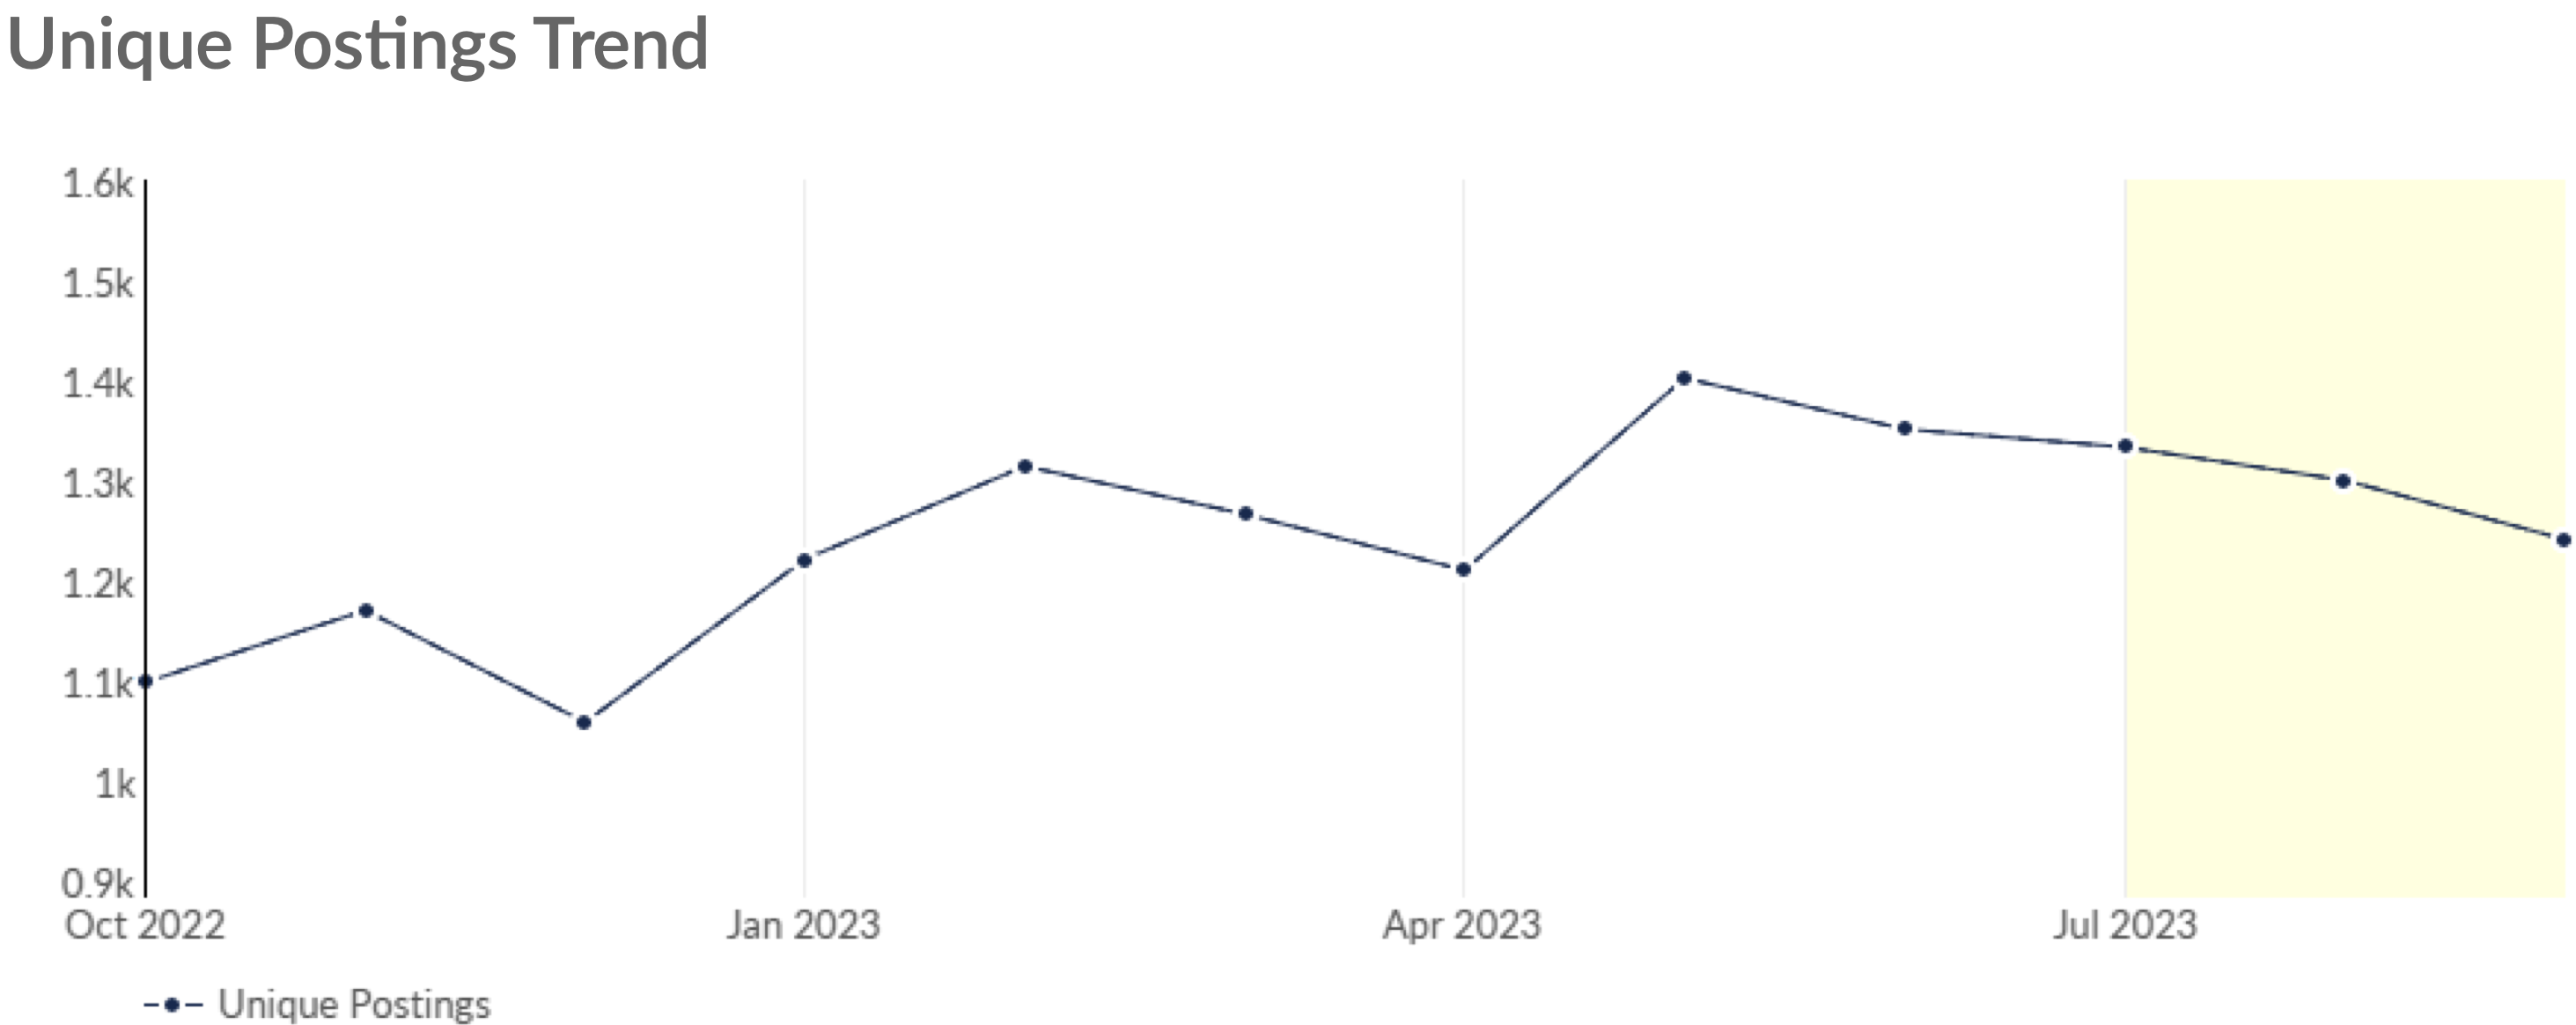 Unique Postings Trend
1.6k
1.5k
1.4k
1.3k
1.2k
1.1k
1k
0.9k
Oct 2022 Jan 2023 Apr 2023 Jul 2023
Unique Postings